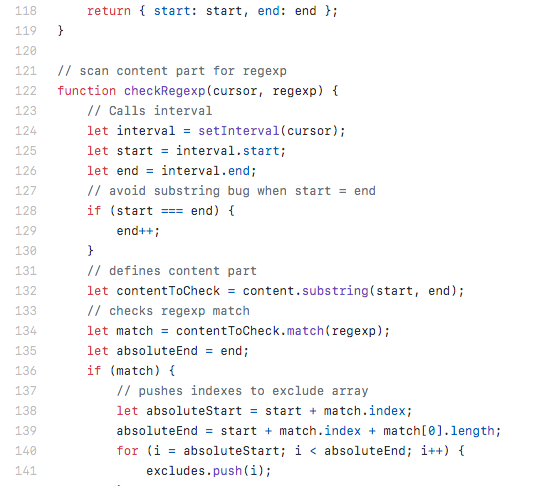 118 return { start: start, end: end };
119 }
120
121 // scan content part for regexp
122 function checkRegexp(cursor, regexp) {
123 // Calls interval
124 let interval = setInterval(cursor);
125 let start = interval.start;
126 let end = interval.end;
127 // avoid substring bug when start = end
128 if (start === end) {
129 end++;
130 }
131 // defines content part
132 let contentToCheck = content.substring(start, end);
133 // checks regexp match
134 let match = contentToCheck.match(regexp);
135 let absoluteEnd = end;
136 if (match) {
137 // pushes indexes to exclude array
138 let absoluteStart = start + match.index;
139 absoluteEnd = start + match.index + match[0].length;
140 for (i = absoluteStart; i < absoluteEnd; i++) {
141 excludes.push(i);